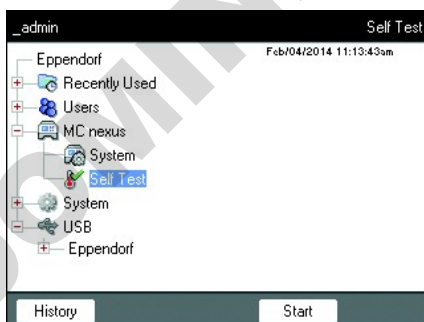 _admin Self Test
Feb/04/2014 11:13:43am
Eppendorf
Recently Used
Users
MC nexus
System
Self Test
System
USB
Eppendorf
History Start